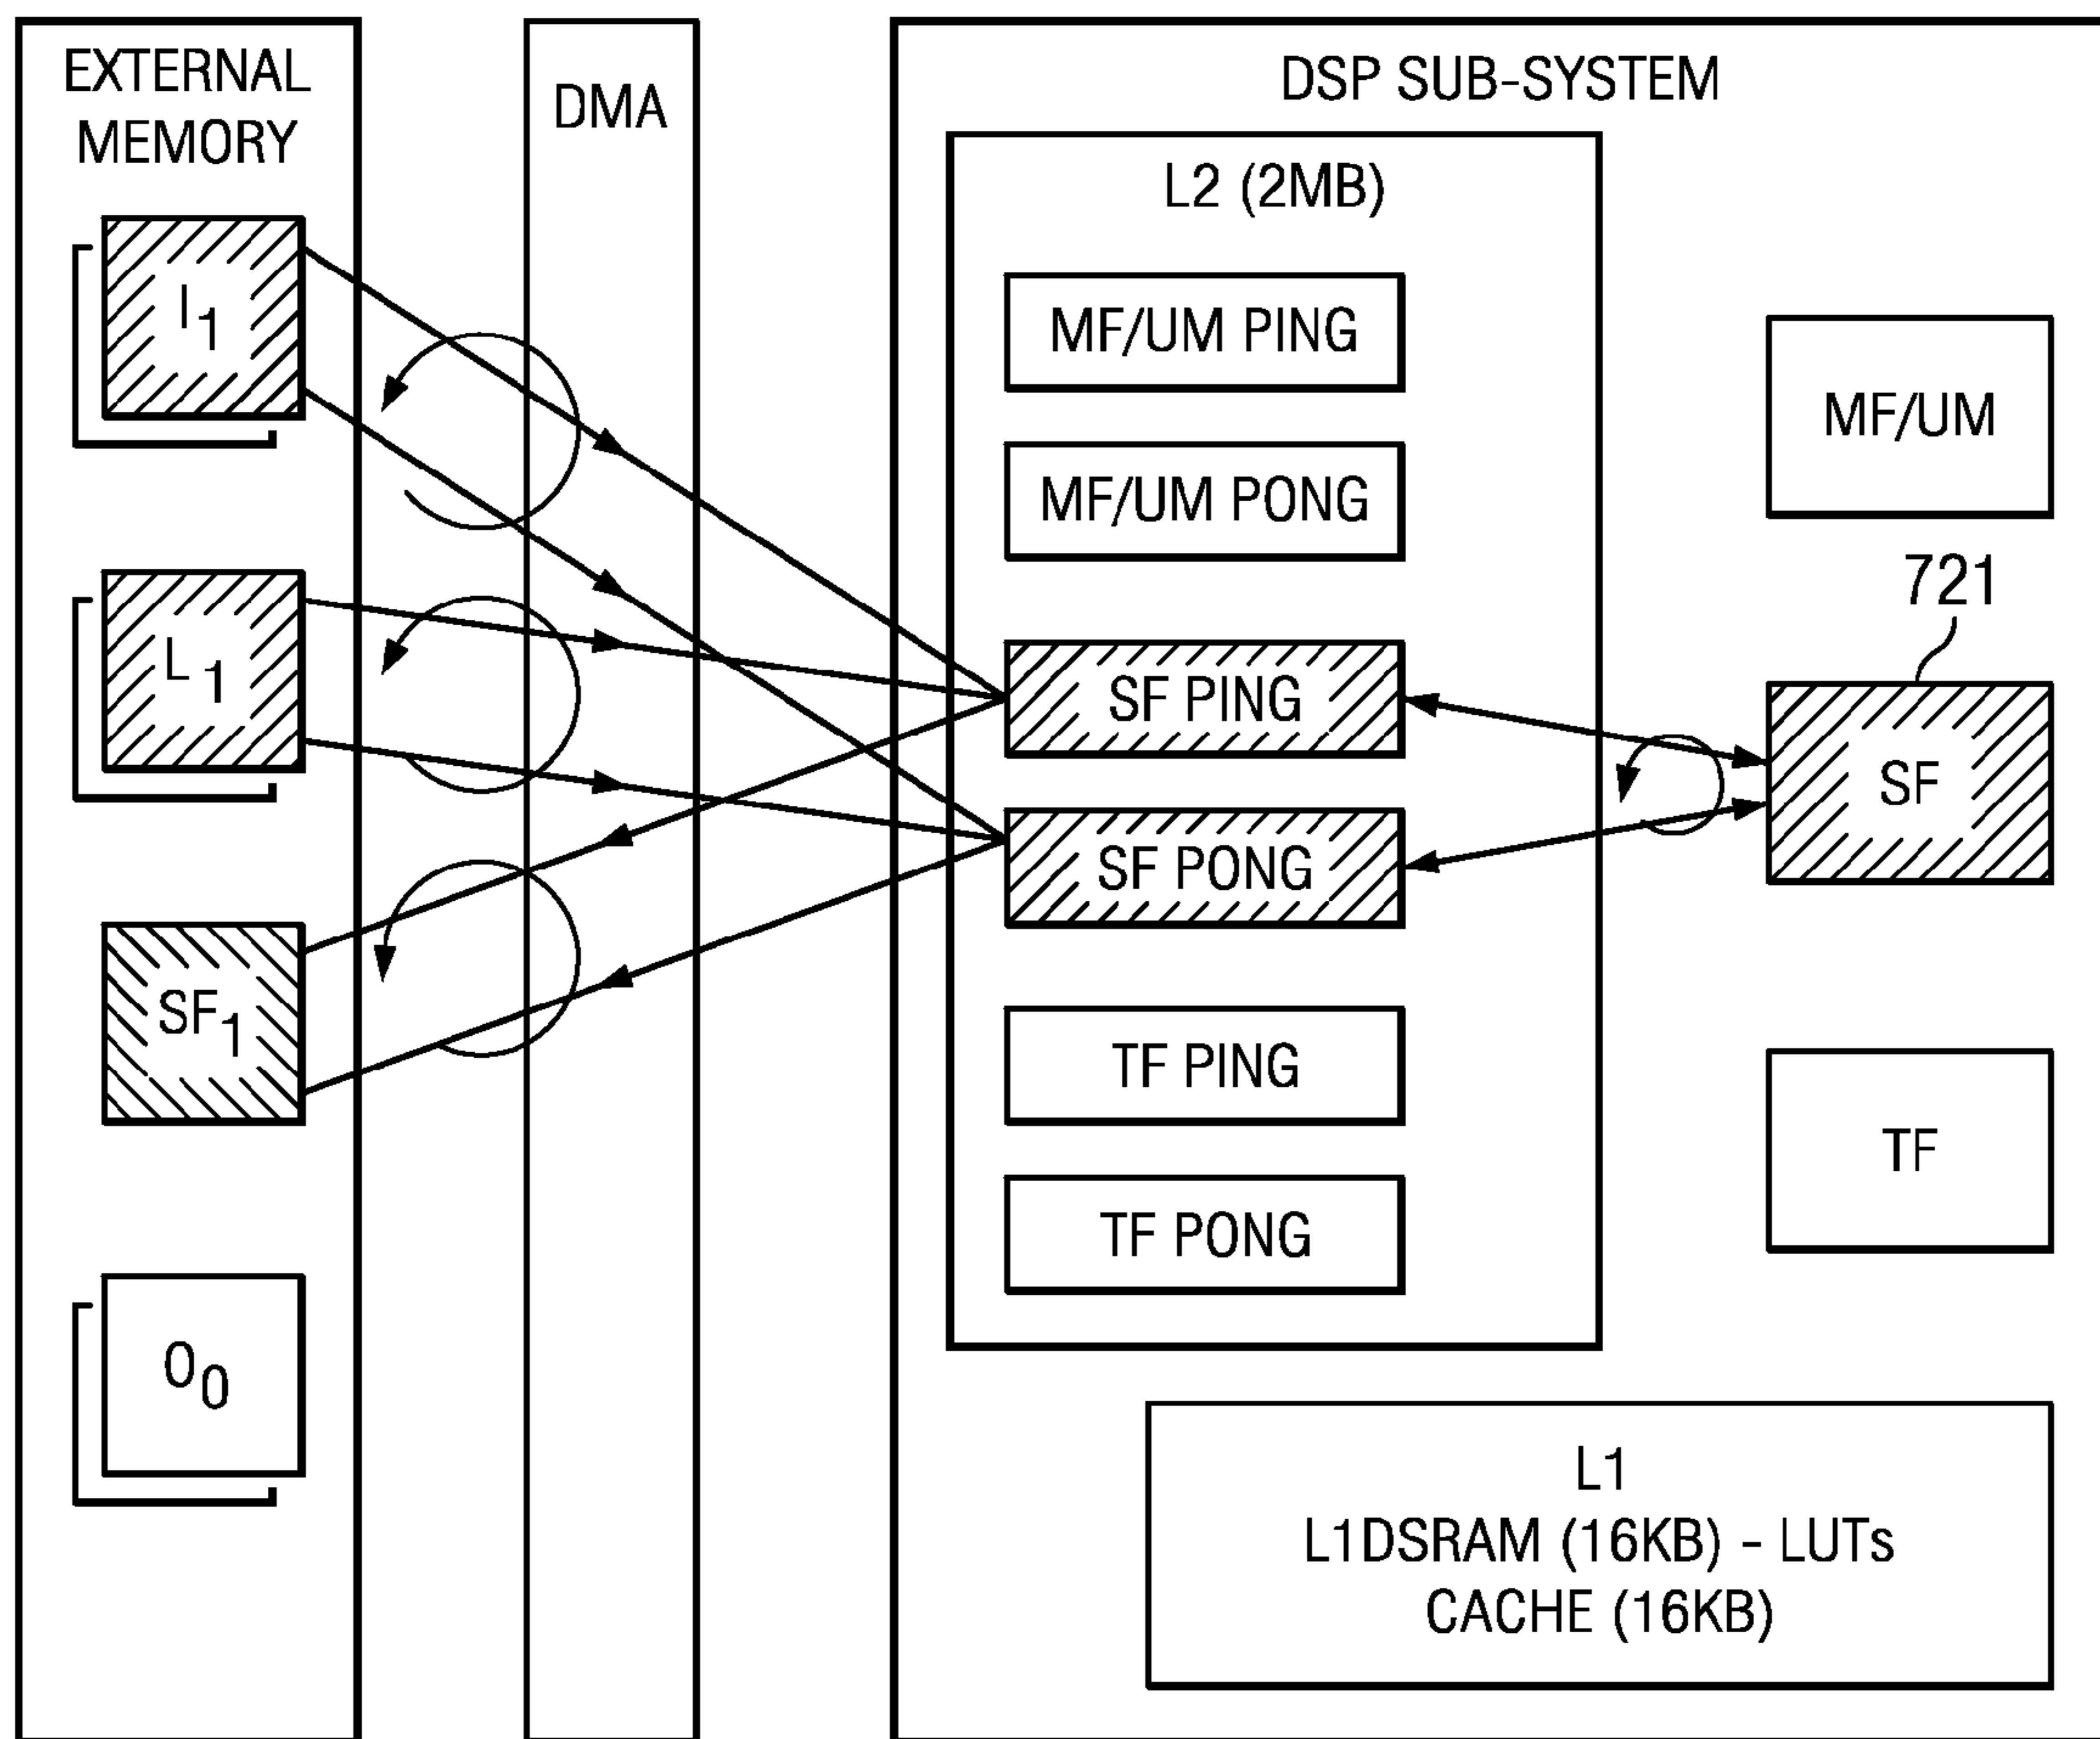 EXTERNAL
MEMORY
I1
L1
SF1
O0
DMA
DSP SUB-SYSTEM
L2 (2MB)
MF/UM PING
MF/UM PONG
SF PING
SF PONG
TF PING
TF PONG
MF/UM
721
SF
TF
L1
L1DSRAM (16KB) - LUTs
CACHE (16KB)